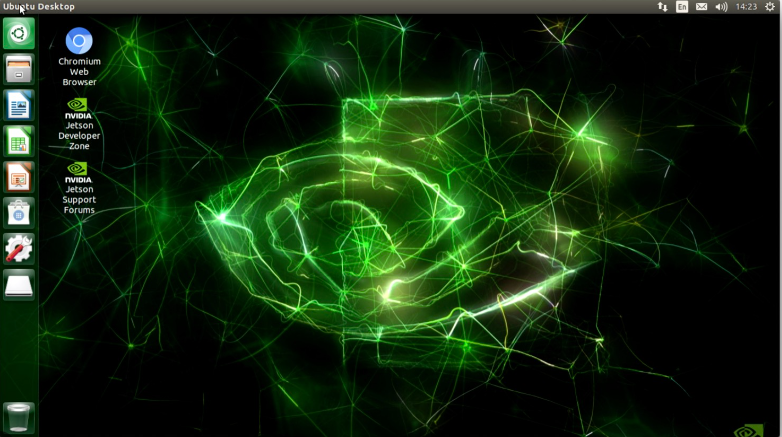 Ubuntu Desktop
En
14:23
Chromium
Web
Browser
NVIDIA.
Jetson
Developer
Zone
NVIDIA.
Jetson
Support
Forums